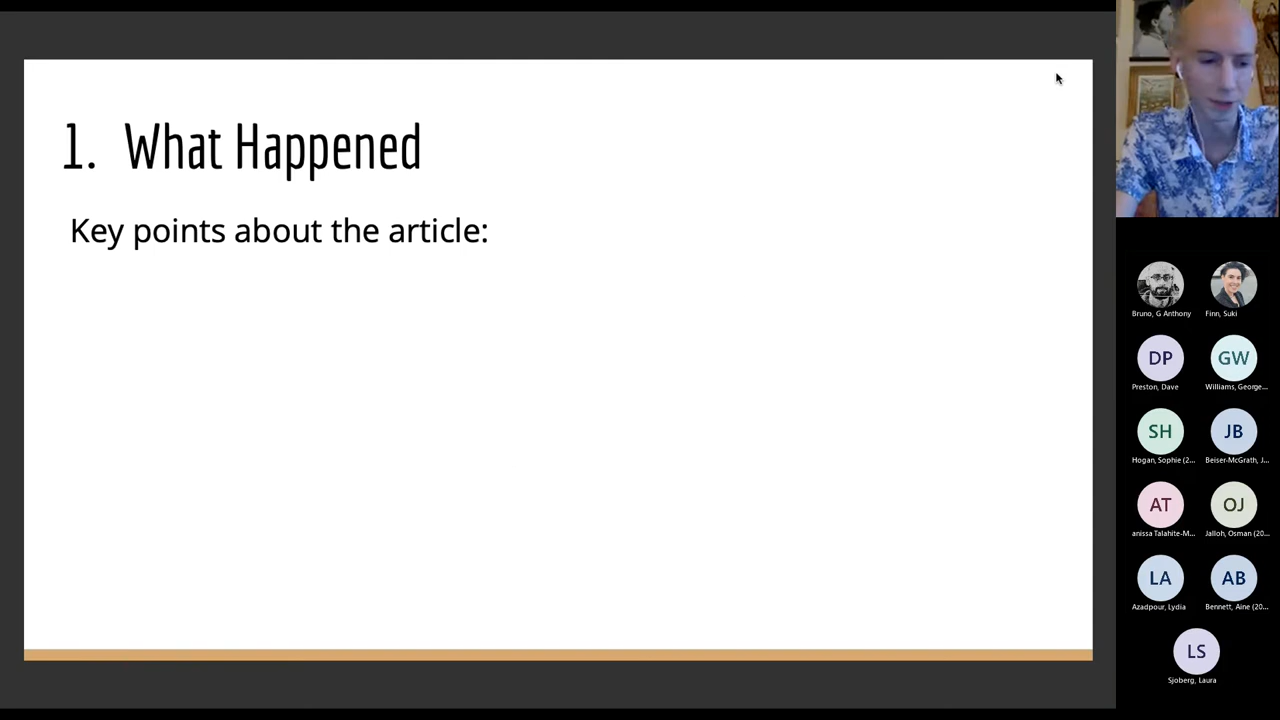 1. What Happened
Key points about the article:
Bruno, G Anthony
Finn, Suki
DP
GW
Preston, Dave
Williams, George...
SH
JB
Hogan, Sophie (2...
Beiser-McGrath, J...
AT
OJ
anissa Talahite-M...
Jalloh, Osman (20...
LA
AB
Azadpour, Lydia
Bennett, Aine (20...
LS
Sjoberg, Laura